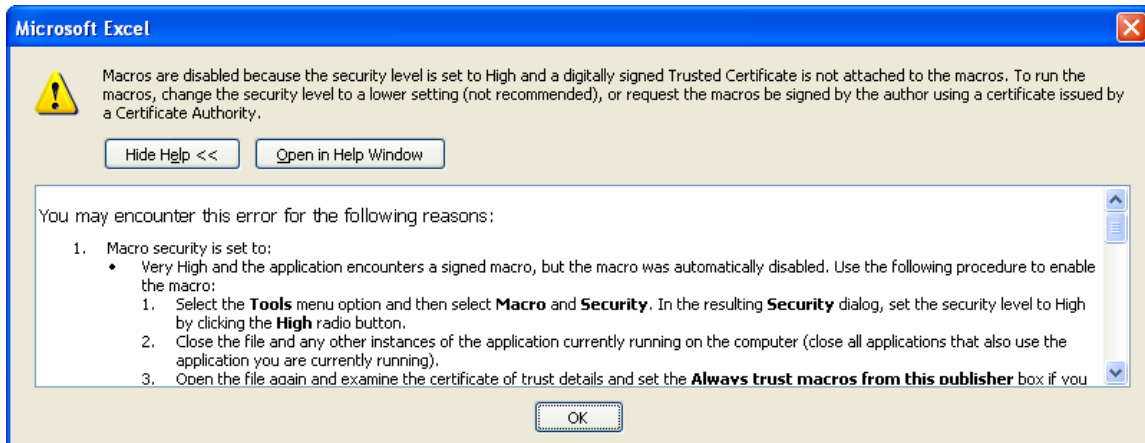 Microsoft Excel
Macros are disabled because the security level is set to High and a digitally signed Trusted Certificate is not attached to the macros. To run the
macros, change the security level to a lower setting (not recommended), or request the macros be signed by the author using a certificate issued by
a Certificate Authority.
Hide Help << Open in Help Window
You may encounter this error for the following reasons:
1. Macro security is set to:
• Very High and the application encounters a signed macro, but the macro was automatically disabled. Use the following procedure to enable
the macro:
1. Select the Tools menu option and then select Macro and Security. In the resulting Security dialog, set the security level to High
by clicking the High radio button.
2. Close the file and any other instances of the application currently running on the computer (close all applications that also use the
application you are currently running).
3. Open the file again and examine the certificate of trust details and set the Always trust macros from this publisher box if you
OK